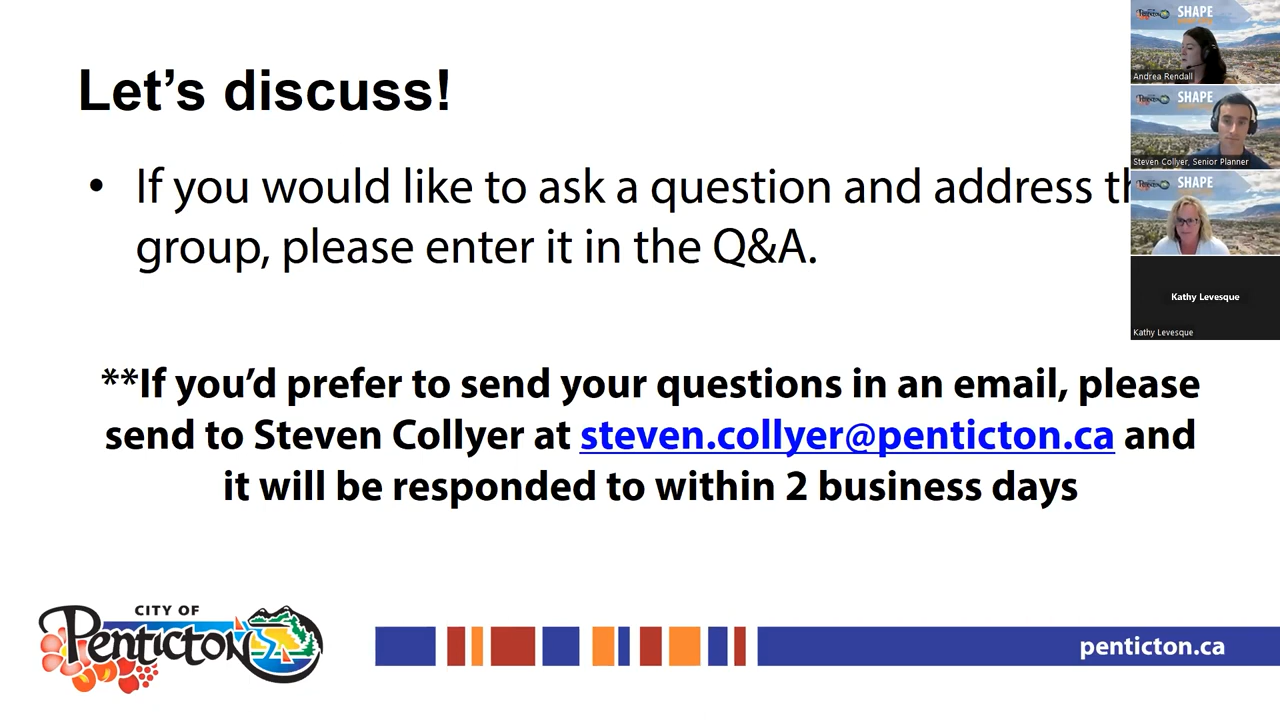 Let's discuss!
• If you would like to ask a question and address th
group, please enter it in the Q&A.
**If you'd prefer to send your questions in an email, please
send to Steven Collyer at steven.collyer@penticton.ca and
it will be responded to within 2 business days
CITY OF
Penticton
penticton.ca
Penticton SHAPE
Andrea Rendall
Penticton SHAPE
Steven Collyer, Senior Planner
Penticton SHAPE
Kathy Levesque
Kathy Levesque